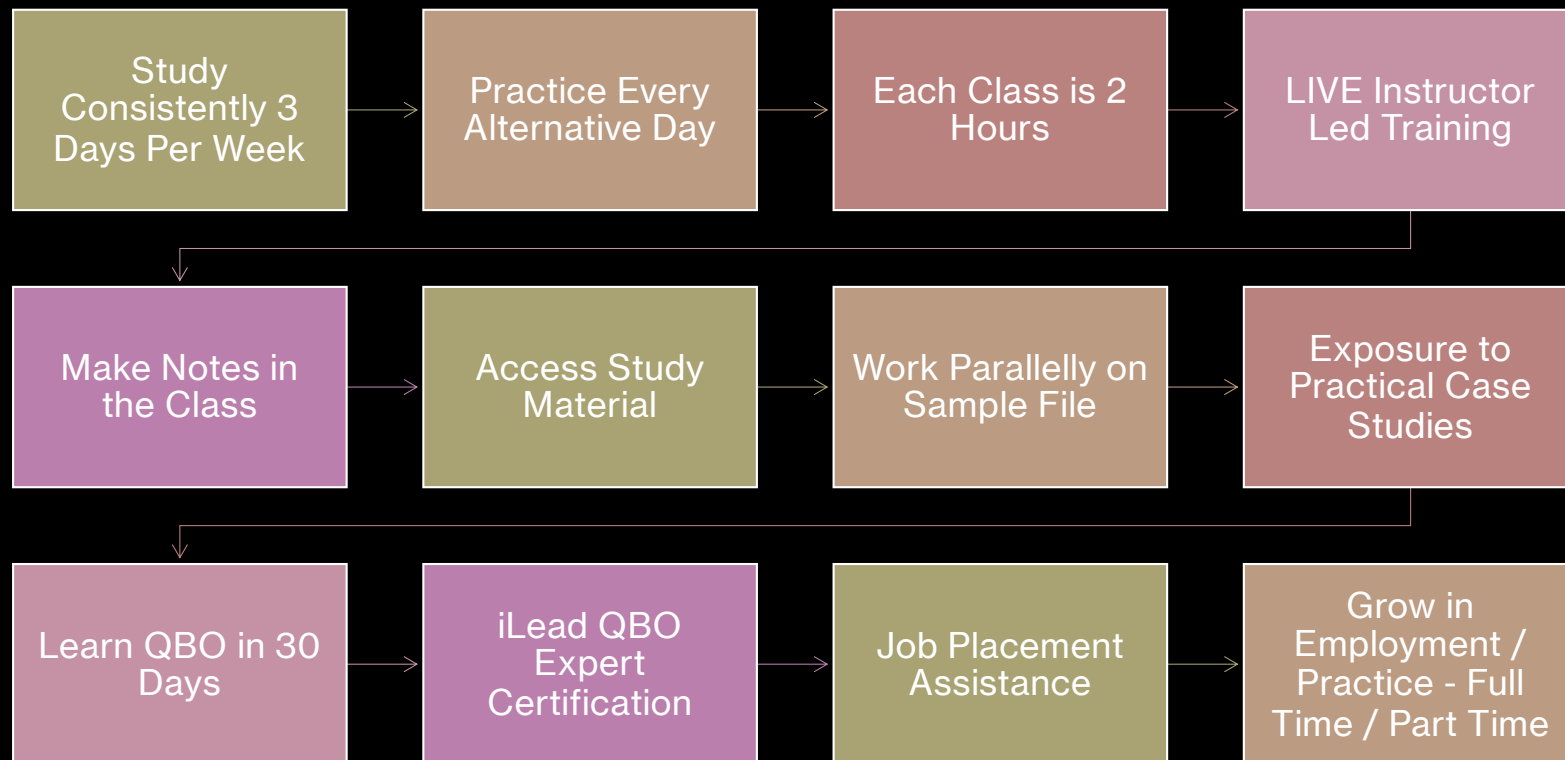 Study
Consistently 3
Days Per Week
Practice Every
Alternative Day
Each Class is 2
Hours
LIVE Instructor
Led Training
Make Notes in
the Class
Access Study
Material
Work Parallelly on
Sample File
Exposure to
Practical Case
Studies
Learn QBO in 30
Days
iLead QBO
Expert
Certification
Job Placement
Assistance
Grow in
Employment /
Practice - Full
Time / Part Time